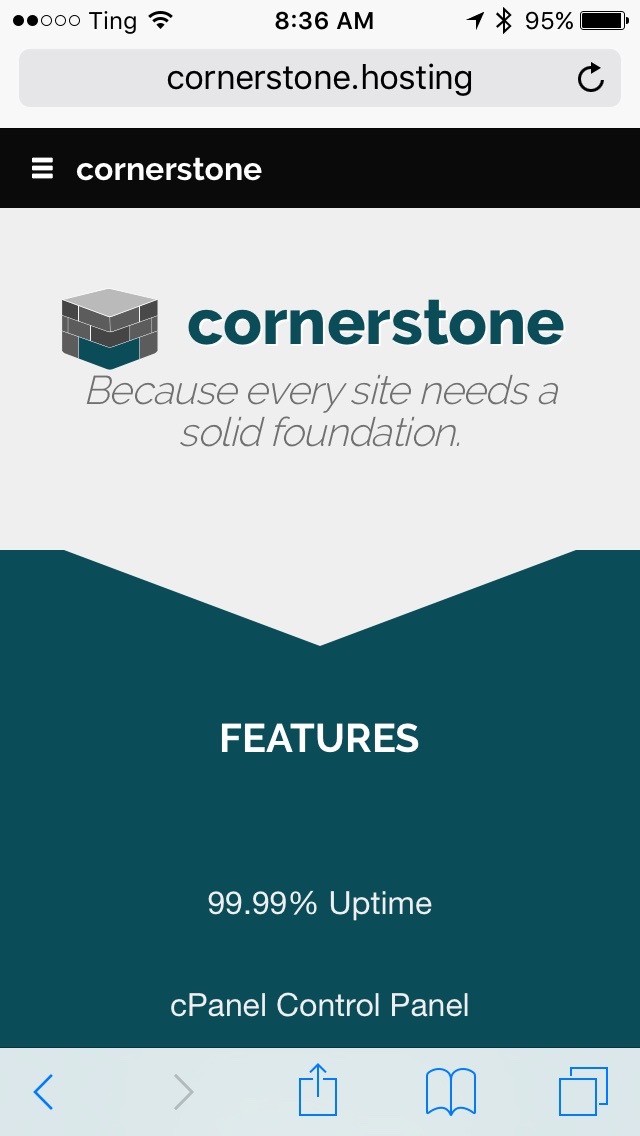 Ting 8:36 AM 95%
cornerstone.hosting
cornerstone
cornerstone
Because every site needs a
solid foundation.
FEATURES
99.99% Uptime
cPanel Control Panel